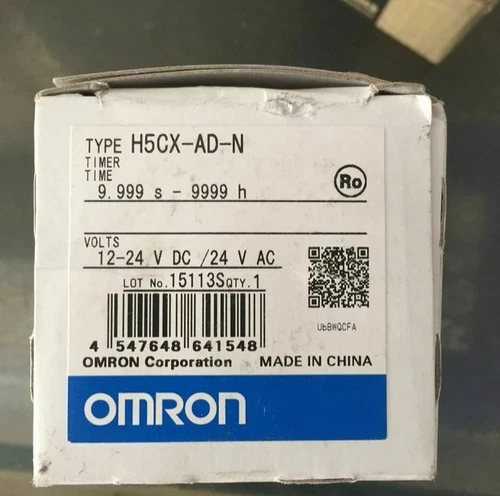 TYPE H5CX-AD-N
TIMER
TIME
9.999 s - 9999 h
Ro
VOLTS
12-24 V DC /24 V AC
LOT No.15113S QTY.1
4 547648 641548
UbBWQCFA
OMRON Corporation MADE IN CHINA
OMRON